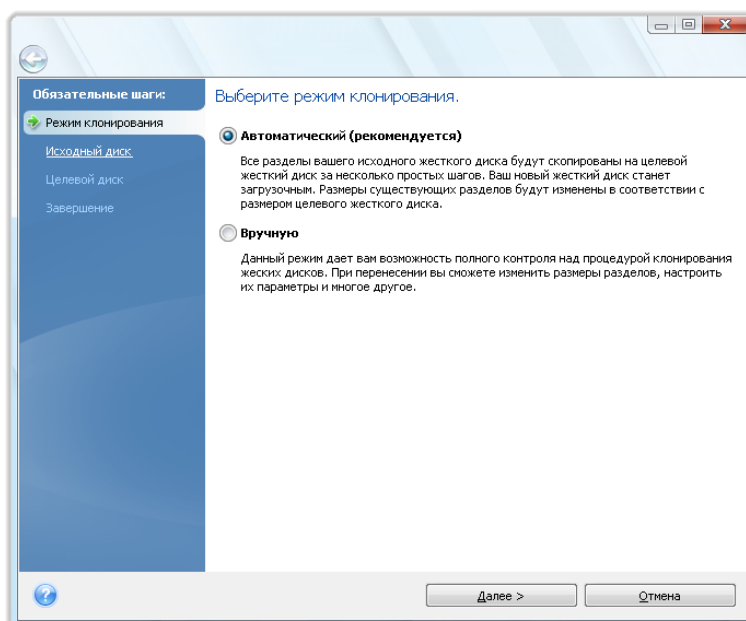 Обязательные шаги:
Режим клонирования
Исходный диск
Целевой диск
Завершение
Выберите режим клонирования.
Автоматический (рекомендуется)
Все разделы вашего исходного жесткого диска будут скопированы на целевой
жесткий диск за несколько простых шагов. Ваш новый жесткий диск станет
загрузочным. Размеры существующих разделов будут изменены в соответствии с
размером целевого жесткого диска.
Вручную
Данный режим дает вам возможность полного контроля над процедурой клонирования
жеских дисков. При перенесении вы сможете изменить размеры разделов, настроить
их параметры и многое другое.
Далее >
Отмена